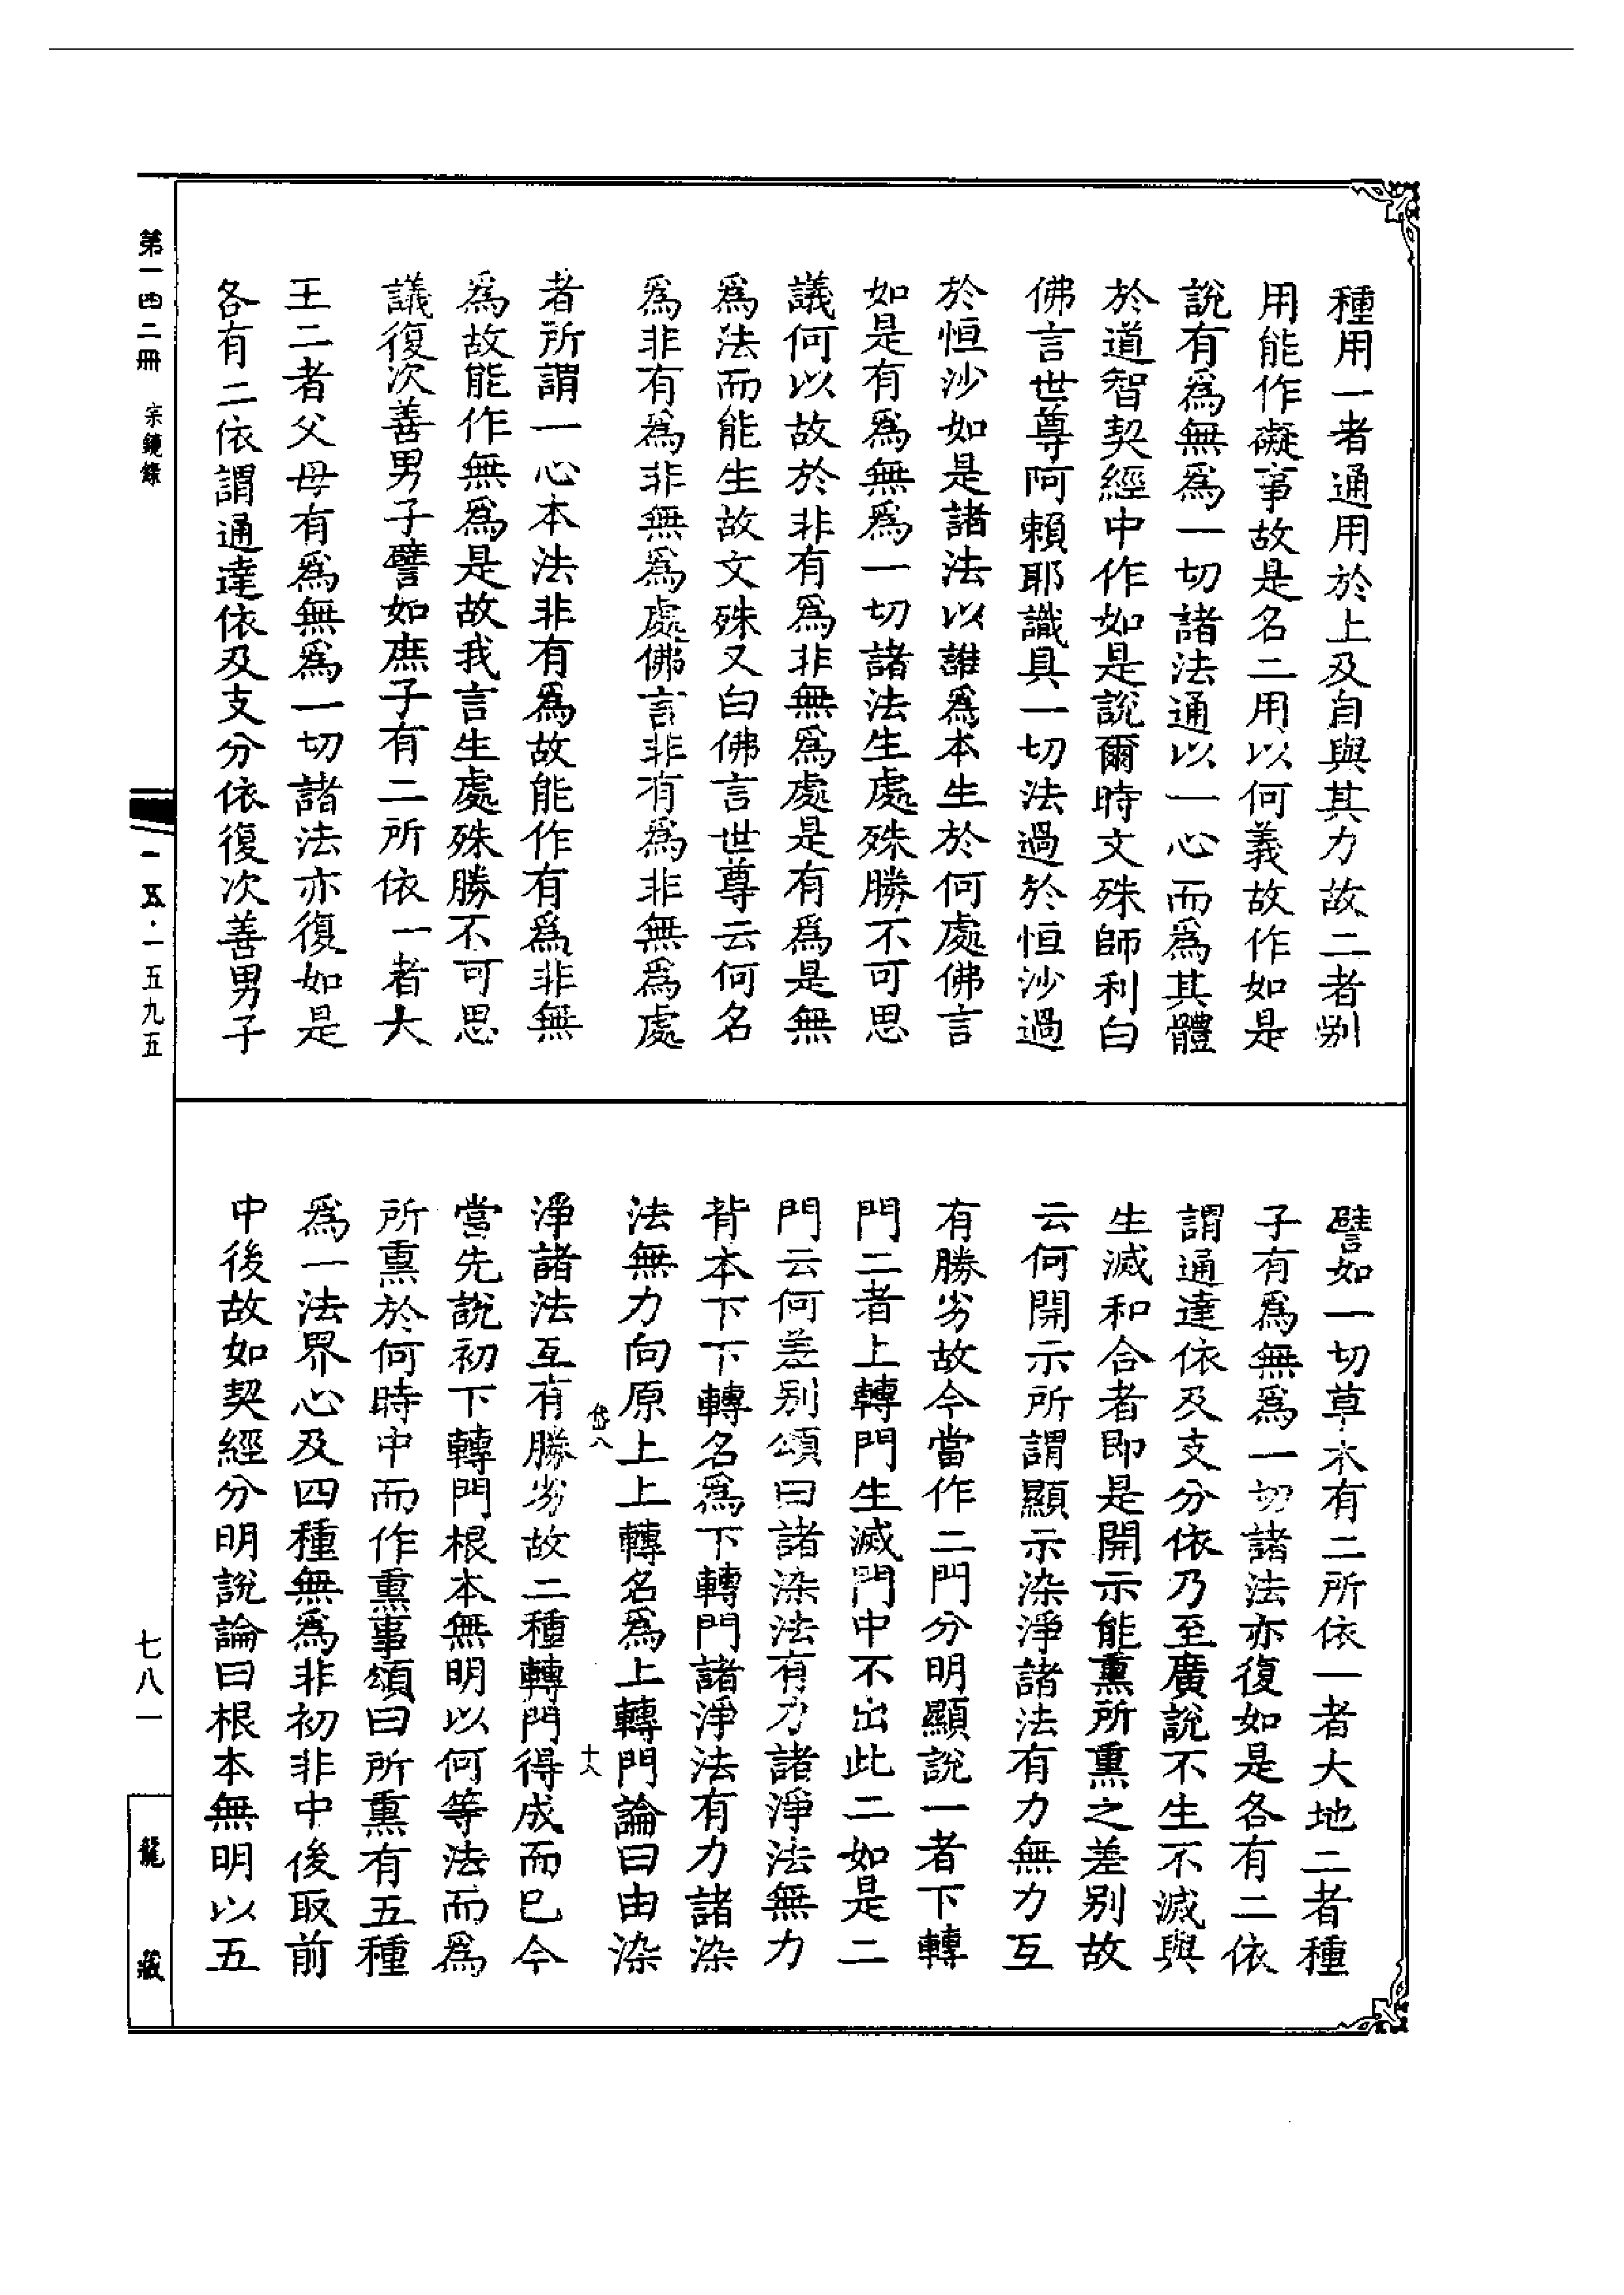 種用一者通用於上及自與其力故二者別
用能作礙事故是名二用以何義故作如是
說有爲無爲一切諸法通以一心而爲其體
於道智契經中作如是說爾時文殊師利白
佛言世尊阿賴耶識具一切法過於恒沙過
於恒沙如是諸法以誰爲本生於何處佛言
如是有爲無爲一切諸法生處殊勝不可思
議何以故於非有爲非無爲處是有爲是無
爲法而能生故文殊又白佛言世尊云何名
爲非有爲非無爲處佛言非有爲非無爲處
者所謂一心本法非有爲故能作有爲非無
爲故能作無爲是故我言生處殊勝不可思
議復次善男子譬如庶子有二所依一者大
王二者父母有爲無爲一切諸法亦復如是
各有二依謂通達依及支分依復次善男子
譬如一切草木有二所依一者大地二者種
子有爲無爲一切諸法亦復如是各有二依
謂通達依及支分依乃至廣說不生不滅與
生滅和合者即是開示能熏所熏之差別故
云何開示所謂顯示染淨諸法有力無力互
有勝劣故今當作二門分明顯說一者下轉
門二者上轉門生滅門中不出此二如是二
門云何差別頌曰諸染法有力諸淨法無力
背本下下轉名爲下轉門諸淨法有力諸染
法無力向原上上轉名爲上轉門論曰由染
岱八 十八
淨諸法互有勝劣故二種轉門得成而已今
當先說初下轉門根本無明以何等法而爲
所熏於何時中而作熏事頌曰所熏有五種
爲一法界心及四種無爲非初非中後取前
中後故如契經分明說論曰根本無明以五
第一四二冊 宗鏡錄
一五·一五九五
七八一
龍藏